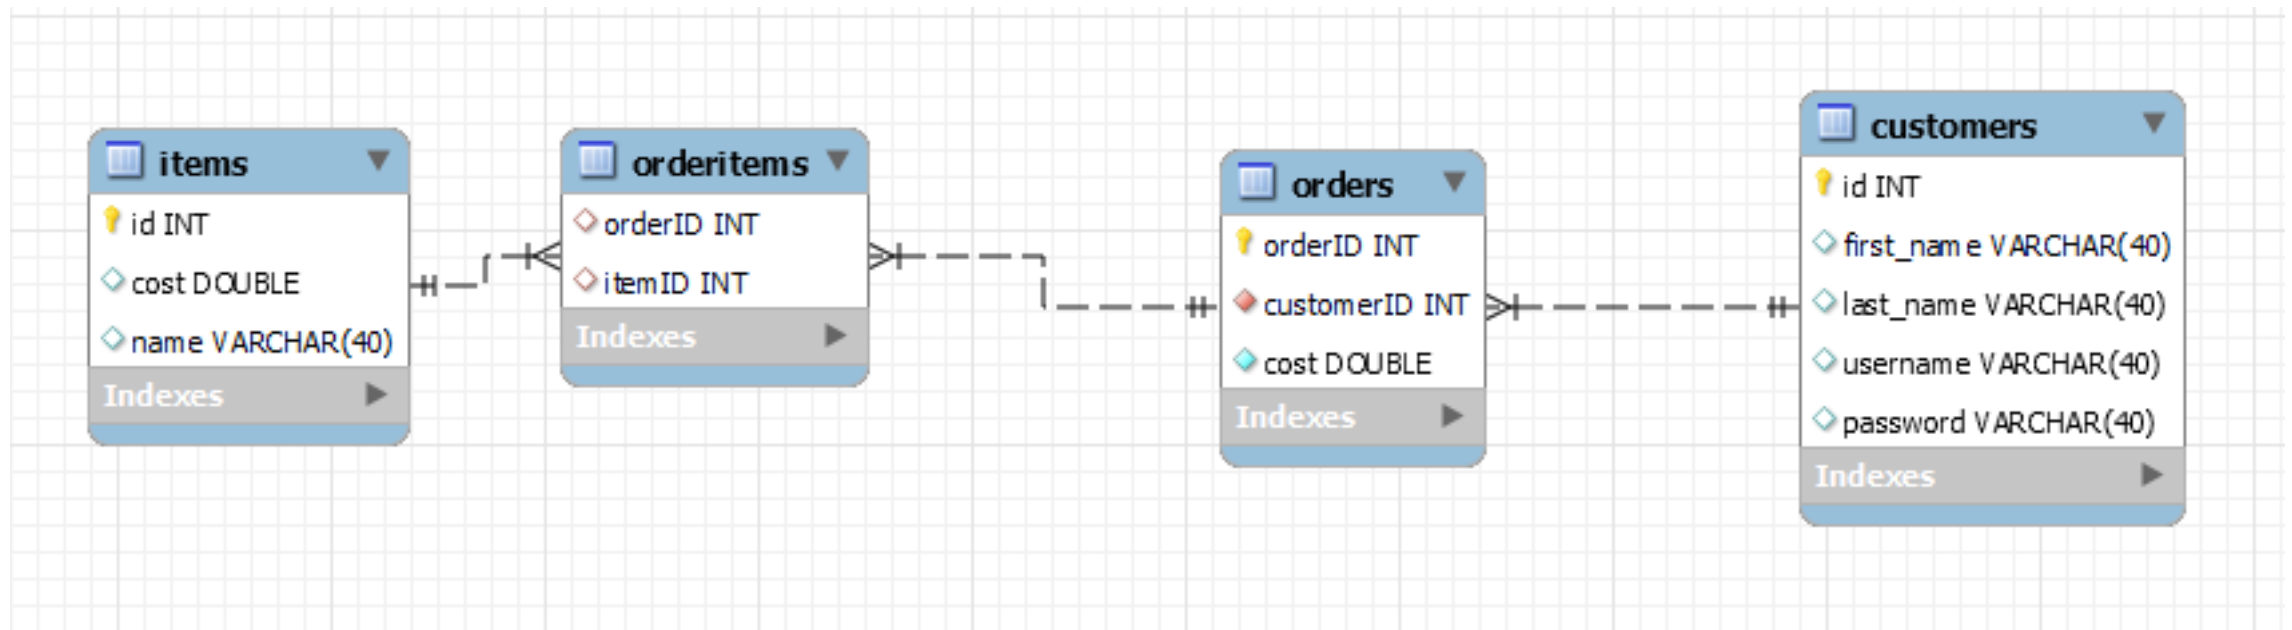 items
id INT
cost DOUBLE
name VARCHAR(40)
Indexes
orderitems
orderID INT
itemID INT
Indexes
orders
orderID INT
customerID INT
cost DOUBLE
Indexes
customers
id INT
first_name VARCHAR(40)
last_name VARCHAR(40)
username VARCHAR(40)
password VARCHAR(40)
Indexes